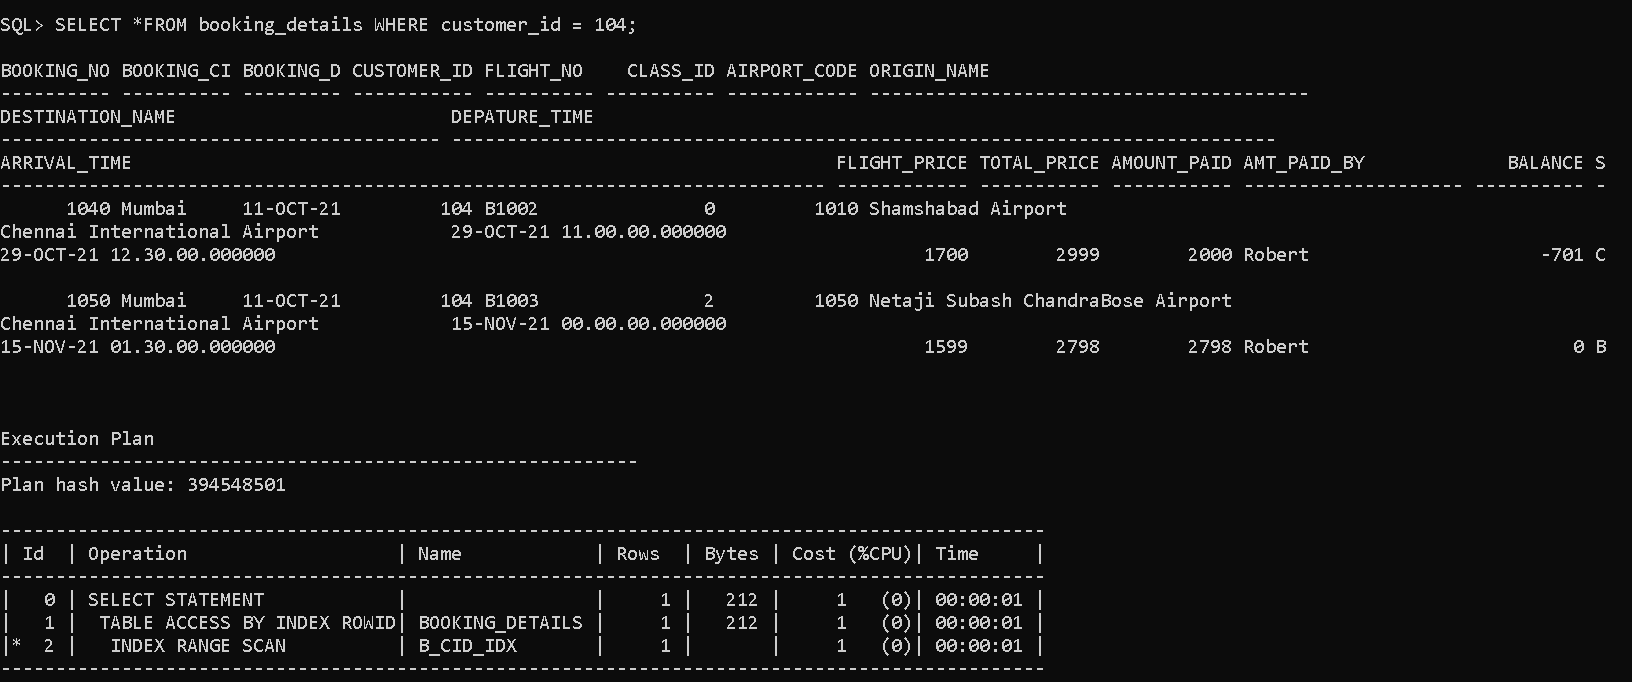 SQL> SELECT *FROM booking_details WHERE customer_id = 104;
BOOKING_NO BOOKING_CI BOOKING_D CUSTOMER_ID FLIGHT_NO    CLASS_ID AIRPORT_CODE ORIGIN_NAME
---------- ---------- --------- ----------- ---------- ---------- ------------ ----------------------------------------
DESTINATION_NAME                         DEPATURE_TIME
---------------------------------------- ---------------------------------------------------------------------------
ARRIVAL_TIME                                                                FLIGHT_PRICE TOTAL_PRICE AMOUNT_PAID AMT_PAID_BY             BALANCE S
--------------------------------------------------------------------------- ------------ ----------- ----------- -------------------- ---------- -
      1040 Mumbai     11-OCT-21         104 B1002               0         1010 Shamshabad Airport
Chennai International Airport            29-OCT-21 11.00.00.000000
29-OCT-21 12.30.00.000000                                                           1700        2999        2000 Robert                     -701 C
      1050 Mumbai     11-OCT-21         104 B1003               2         1050 Netaji Subash ChandraBose Airport
Chennai International Airport            15-NOV-21 00.00.00.000000
15-NOV-21 01.30.00.000000                                                           1599        2798        2798 Robert                        0 B
Execution Plan
----------------------------------------------------------
Plan hash value: 394548501
-----------------------------------------------------------------------------------------------
| Id  | Operation                   | Name            | Rows  | Bytes | Cost (%CPU)| Time     |
-----------------------------------------------------------------------------------------------
|   0 | SELECT STATEMENT            |                 |     1 |   212 |     1   (0)| 00:00:01 |
|   1 |  TABLE ACCESS BY INDEX ROWID| BOOKING_DETAILS |     1 |   212 |     1   (0)| 00:00:01 |
|*  2 |   INDEX RANGE SCAN          | B_CID_IDX       |     1 |       |     1   (0)| 00:00:01 |
-----------------------------------------------------------------------------------------------